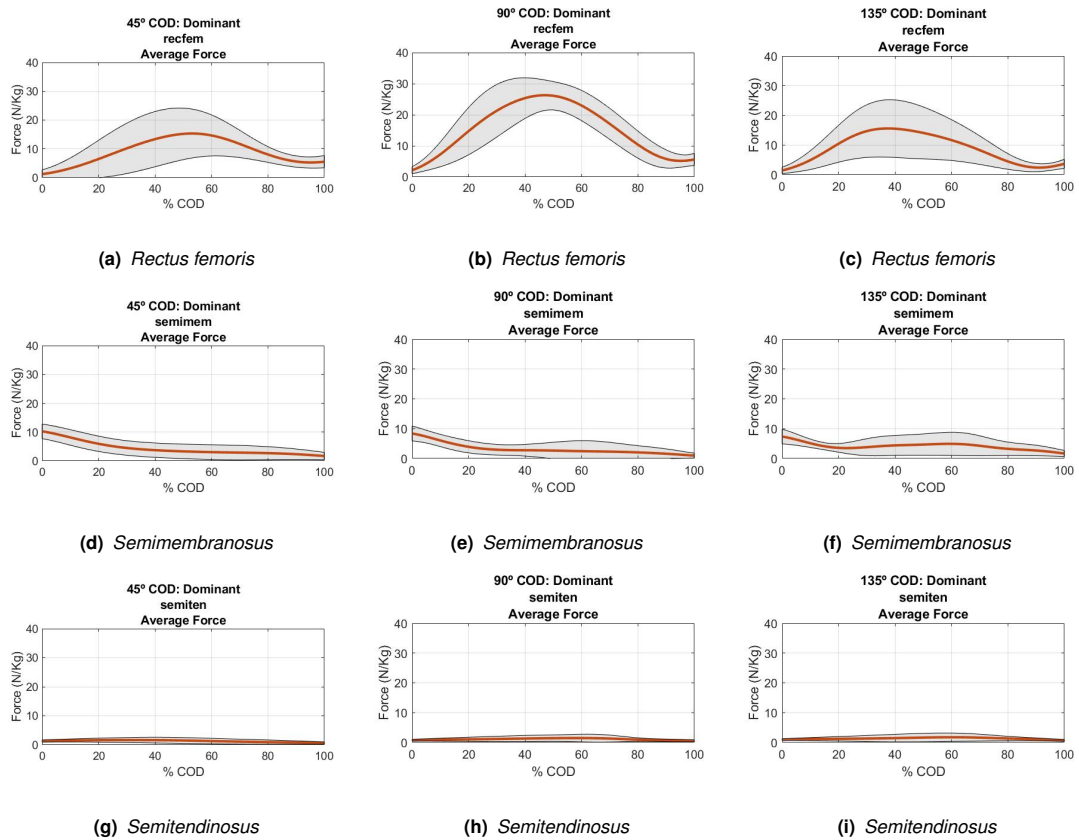 45º COD: Dominant
recfem
Average Force
40
30
20
10
0
Force (N/Kg)
0 20 40 60 80 100
% COD
(a) Rectus femoris
90º COD: Dominant
recfem
Average Force
40
30
20
10
0
Force (N/Kg)
0 20 40 60 80 100
% COD
(b) Rectus femoris
135º COD: Dominant
recfem
Average Force
40
30
20
10
0
Force (N/Kg)
0 20 40 60 80 100
% COD
(c) Rectus femoris
45º COD: Dominant
semimem
Average Force
40
30
20
10
0
Force (N/Kg)
0 20 40 60 80 100
% COD
(d) Semimembranosus
90º COD: Dominant
semimem
Average Force
40
30
20
10
0
Force (N/Kg)
0 20 40 60 80 100
% COD
(e) Semimembranosus
135º COD: Dominant
semimem
Average Force
40
30
20
10
0
Force (N/Kg)
0 20 40 60 80 100
% COD
(f) Semimembranosus
45º COD: Dominant
semiten
Average Force
40
30
20
10
0
Force (N/Kg)
0 20 40 60 80 100
% COD
(g) Semitendinosus
90º COD: Dominant
semiten
Average Force
40
30
20
10
0
Force (N/Kg)
0 20 40 60 80 100
% COD
(h) Semitendinosus
135º COD: Dominant
semiten
Average Force
40
30
20
10
0
Force (N/Kg)
0 20 40 60 80 100
% COD
(i) Semitendinosus